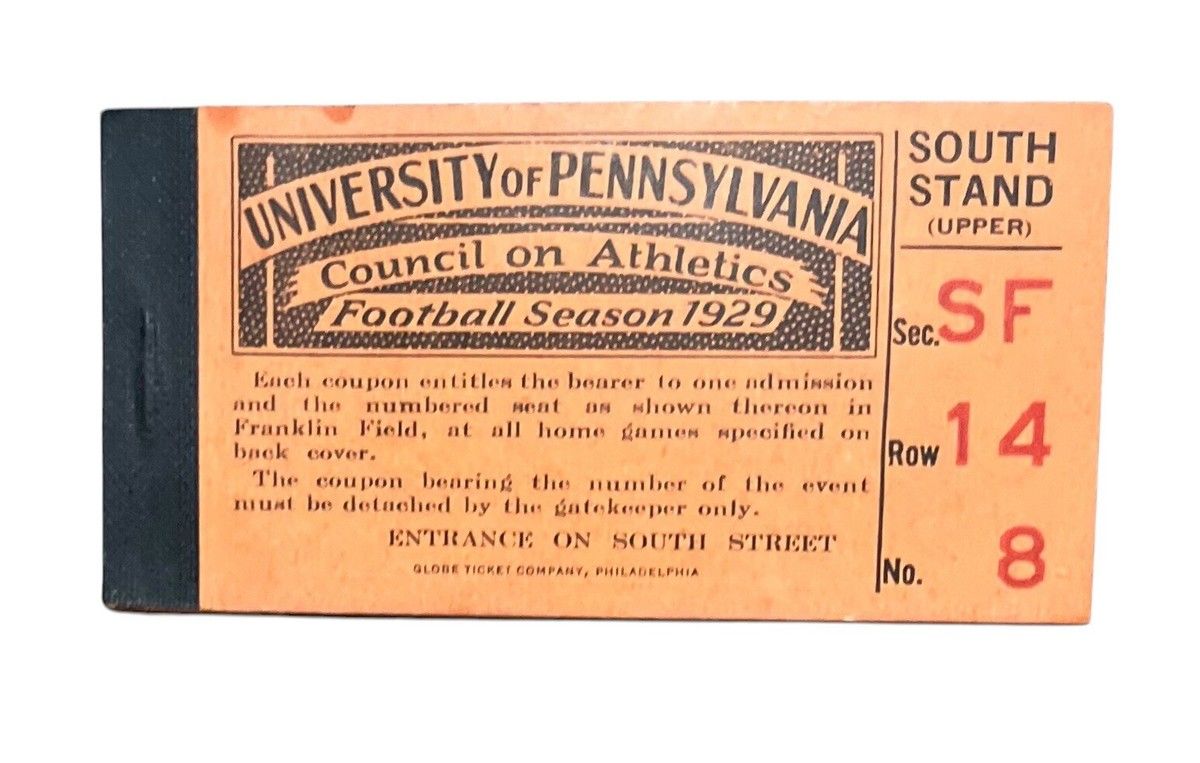 UNIVERSITY OF PENNSYLVANIA
Council on Athletics
Football Season 1929
Each coupon entitles the bearer to one admission
and the numbered seat as shown thereon in
Franklin Field, at all home games specified on
back cover.
The coupon bearing the number of the event
must be detached by the gatekeeper only.
ENTRANCE ON SOUTH STREET
GLOBE TICKET COMPANY, PHILADELPHIA
SOUTH
STAND
(UPPER)
Sec. SF
Row 14
No. 8